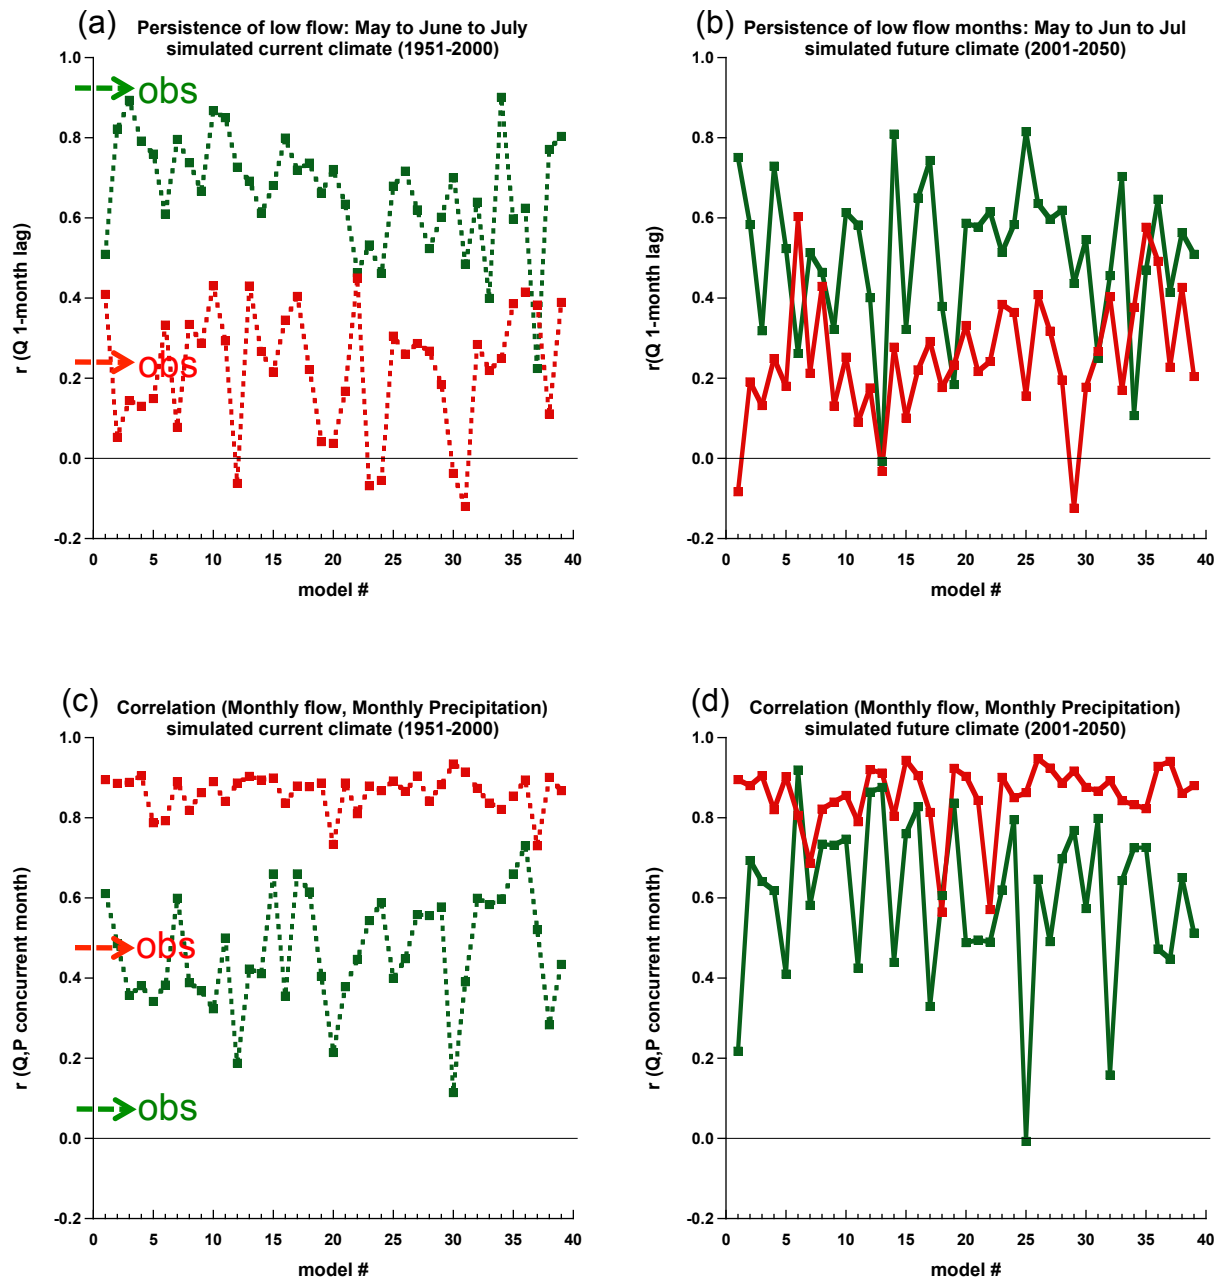 (a)
Persistence of low flow: May to June to July
simulated current climate (1951-2000)
1.0
0.8
0.6
0.4
0.2
0.0
-0.2
r (Q 1-month lag)
obs
obs
0 5 10 15 20 25 30 35 40
model #
(b)
Persistence of low flow months: May to Jun to Jul
simulated future climate (2001-2050)
1.0
0.8
0.6
0.4
0.2
0.0
-0.2
r(Q 1-month lag)
0 5 10 15 20 25 30 35 40
model #
(c)
Correlation (Monthly flow, Monthly Precipitation)
simulated current climate (1951-2000)
1.0
0.8
0.6
0.4
0.2
0.0
-0.2
r (Q,P concurrent month)
obs
obs
0 5 10 15 20 25 30 35 40
model #
(d)
Correlation (Monthly flow, Monthly Precipitation)
simulated future climate (2001-2050)
1.0
0.8
0.6
0.4
0.2
0.0
-0.2
r (Q,P concurrent month)
0 5 10 15 20 25 30 35 40
model #